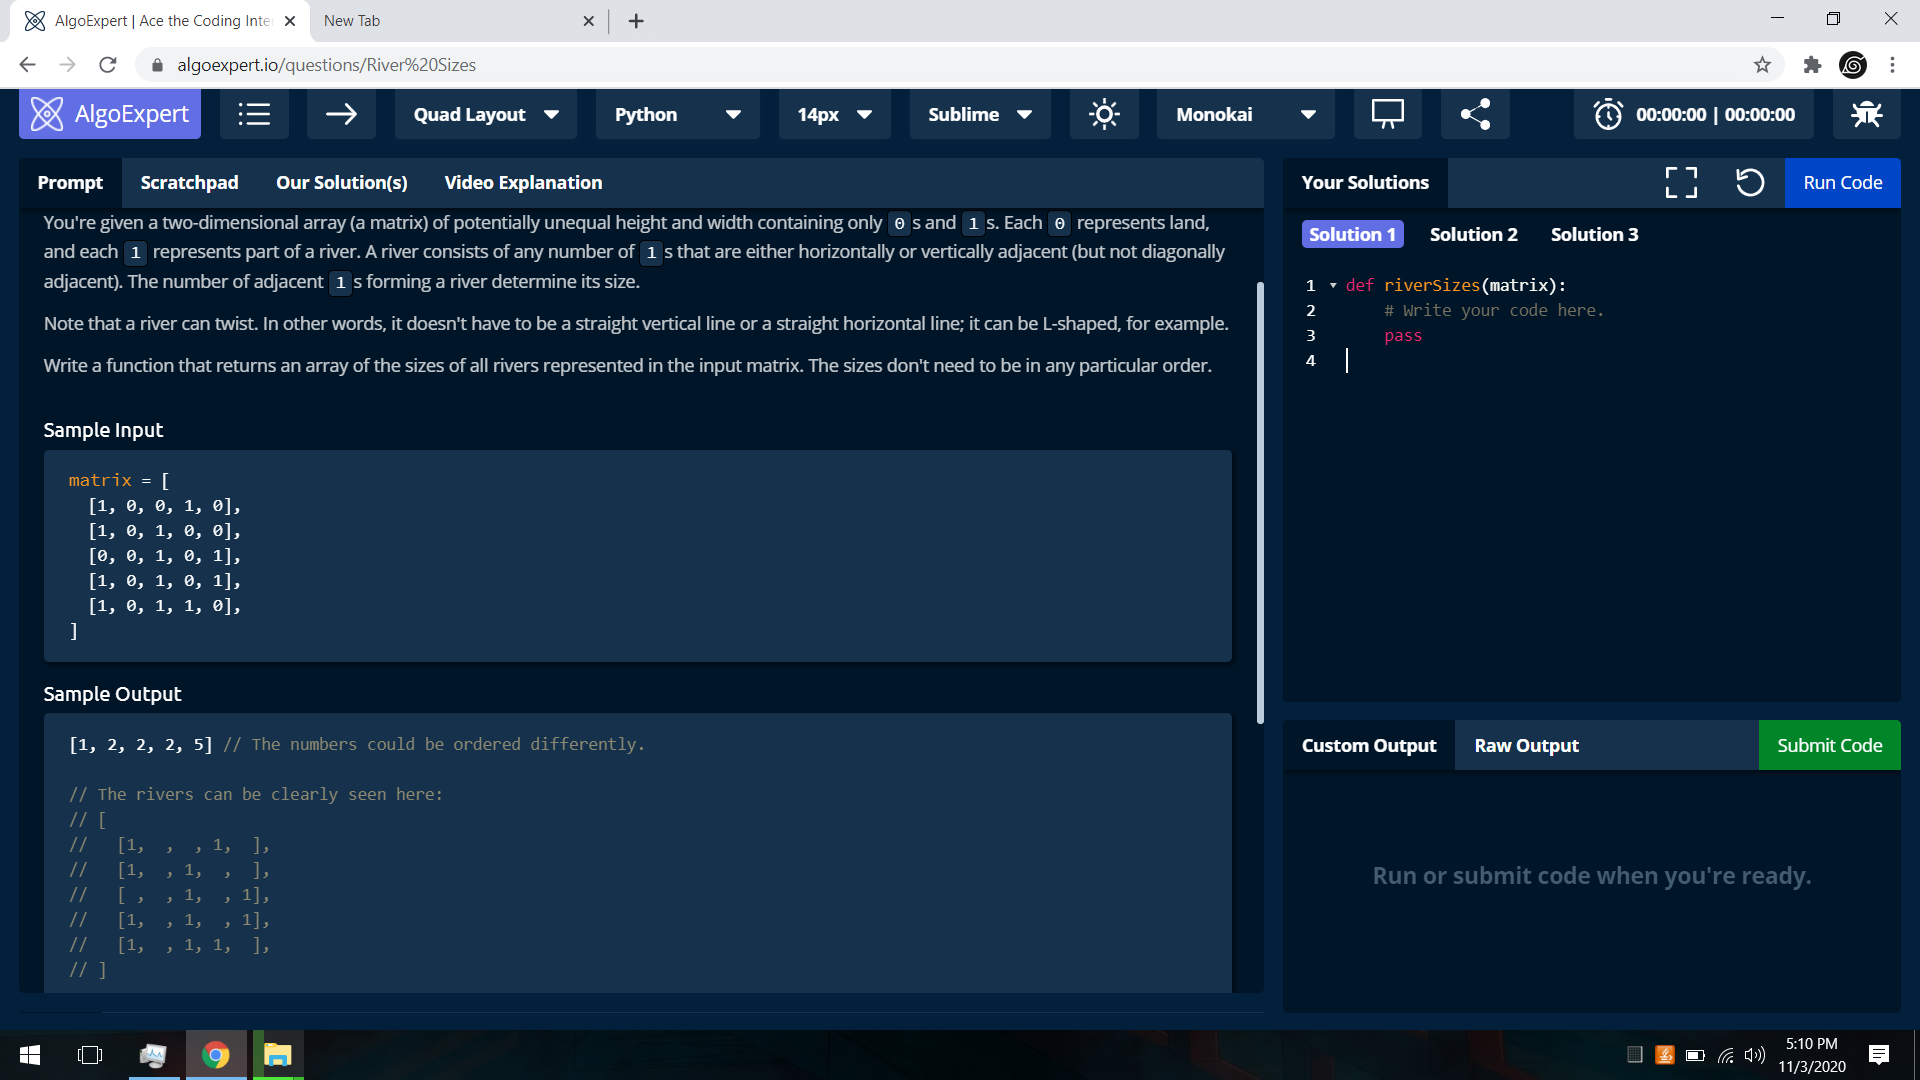 AlgoExpert | Ace the Coding Inte
New Tab
algoexpert.io/questions/River%20Sizes
AlgoExpert
Quad Layout
Python
14px
Sublime
Monokai
00:00:00 | 00:00:00
Prompt
Scratchpad
Our Solution(s)
Video Explanation
You're given a two-dimensional array (a matrix) of potentially unequal height and width containing only 0 s and 1 s. Each 0 represents land,
and each 1 represents part of a river. A river consists of any number of 1 s that are either horizontally or vertically adjacent (but not diagonally
adjacent). The number of adjacent 1 s forming a river determine its size.
Note that a river can twist. In other words, it doesn't have to be a straight vertical line or a straight horizontal line; it can be L-shaped, for example.
Write a function that returns an array of the sizes of all rivers represented in the input matrix. The sizes don't need to be in any particular order.
Sample Input
matrix = [
  [1, 0, 0, 1, 0],
  [1, 0, 1, 0, 0],
  [0, 0, 1, 0, 1],
  [1, 0, 1, 0, 1],
  [1, 0, 1, 1, 0],
]
Sample Output
[1, 2, 2, 2, 5] // The numbers could be ordered differently.
// The rivers can be clearly seen here:
// [
//   [1,  ,  , 1,  ],
//   [1,  , 1,  ,  ],
//   [ ,  , 1,  , 1],
//   [1,  , 1,  , 1],
//   [1,  , 1, 1,  ],
// ]
Your Solutions
Run Code
Solution 1
Solution 2
Solution 3
1 def riverSizes(matrix):
2     # Write your code here.
3     pass
4
Custom Output
Raw Output
Submit Code
Run or submit code when you're ready.
5:10 PM
11/3/2020